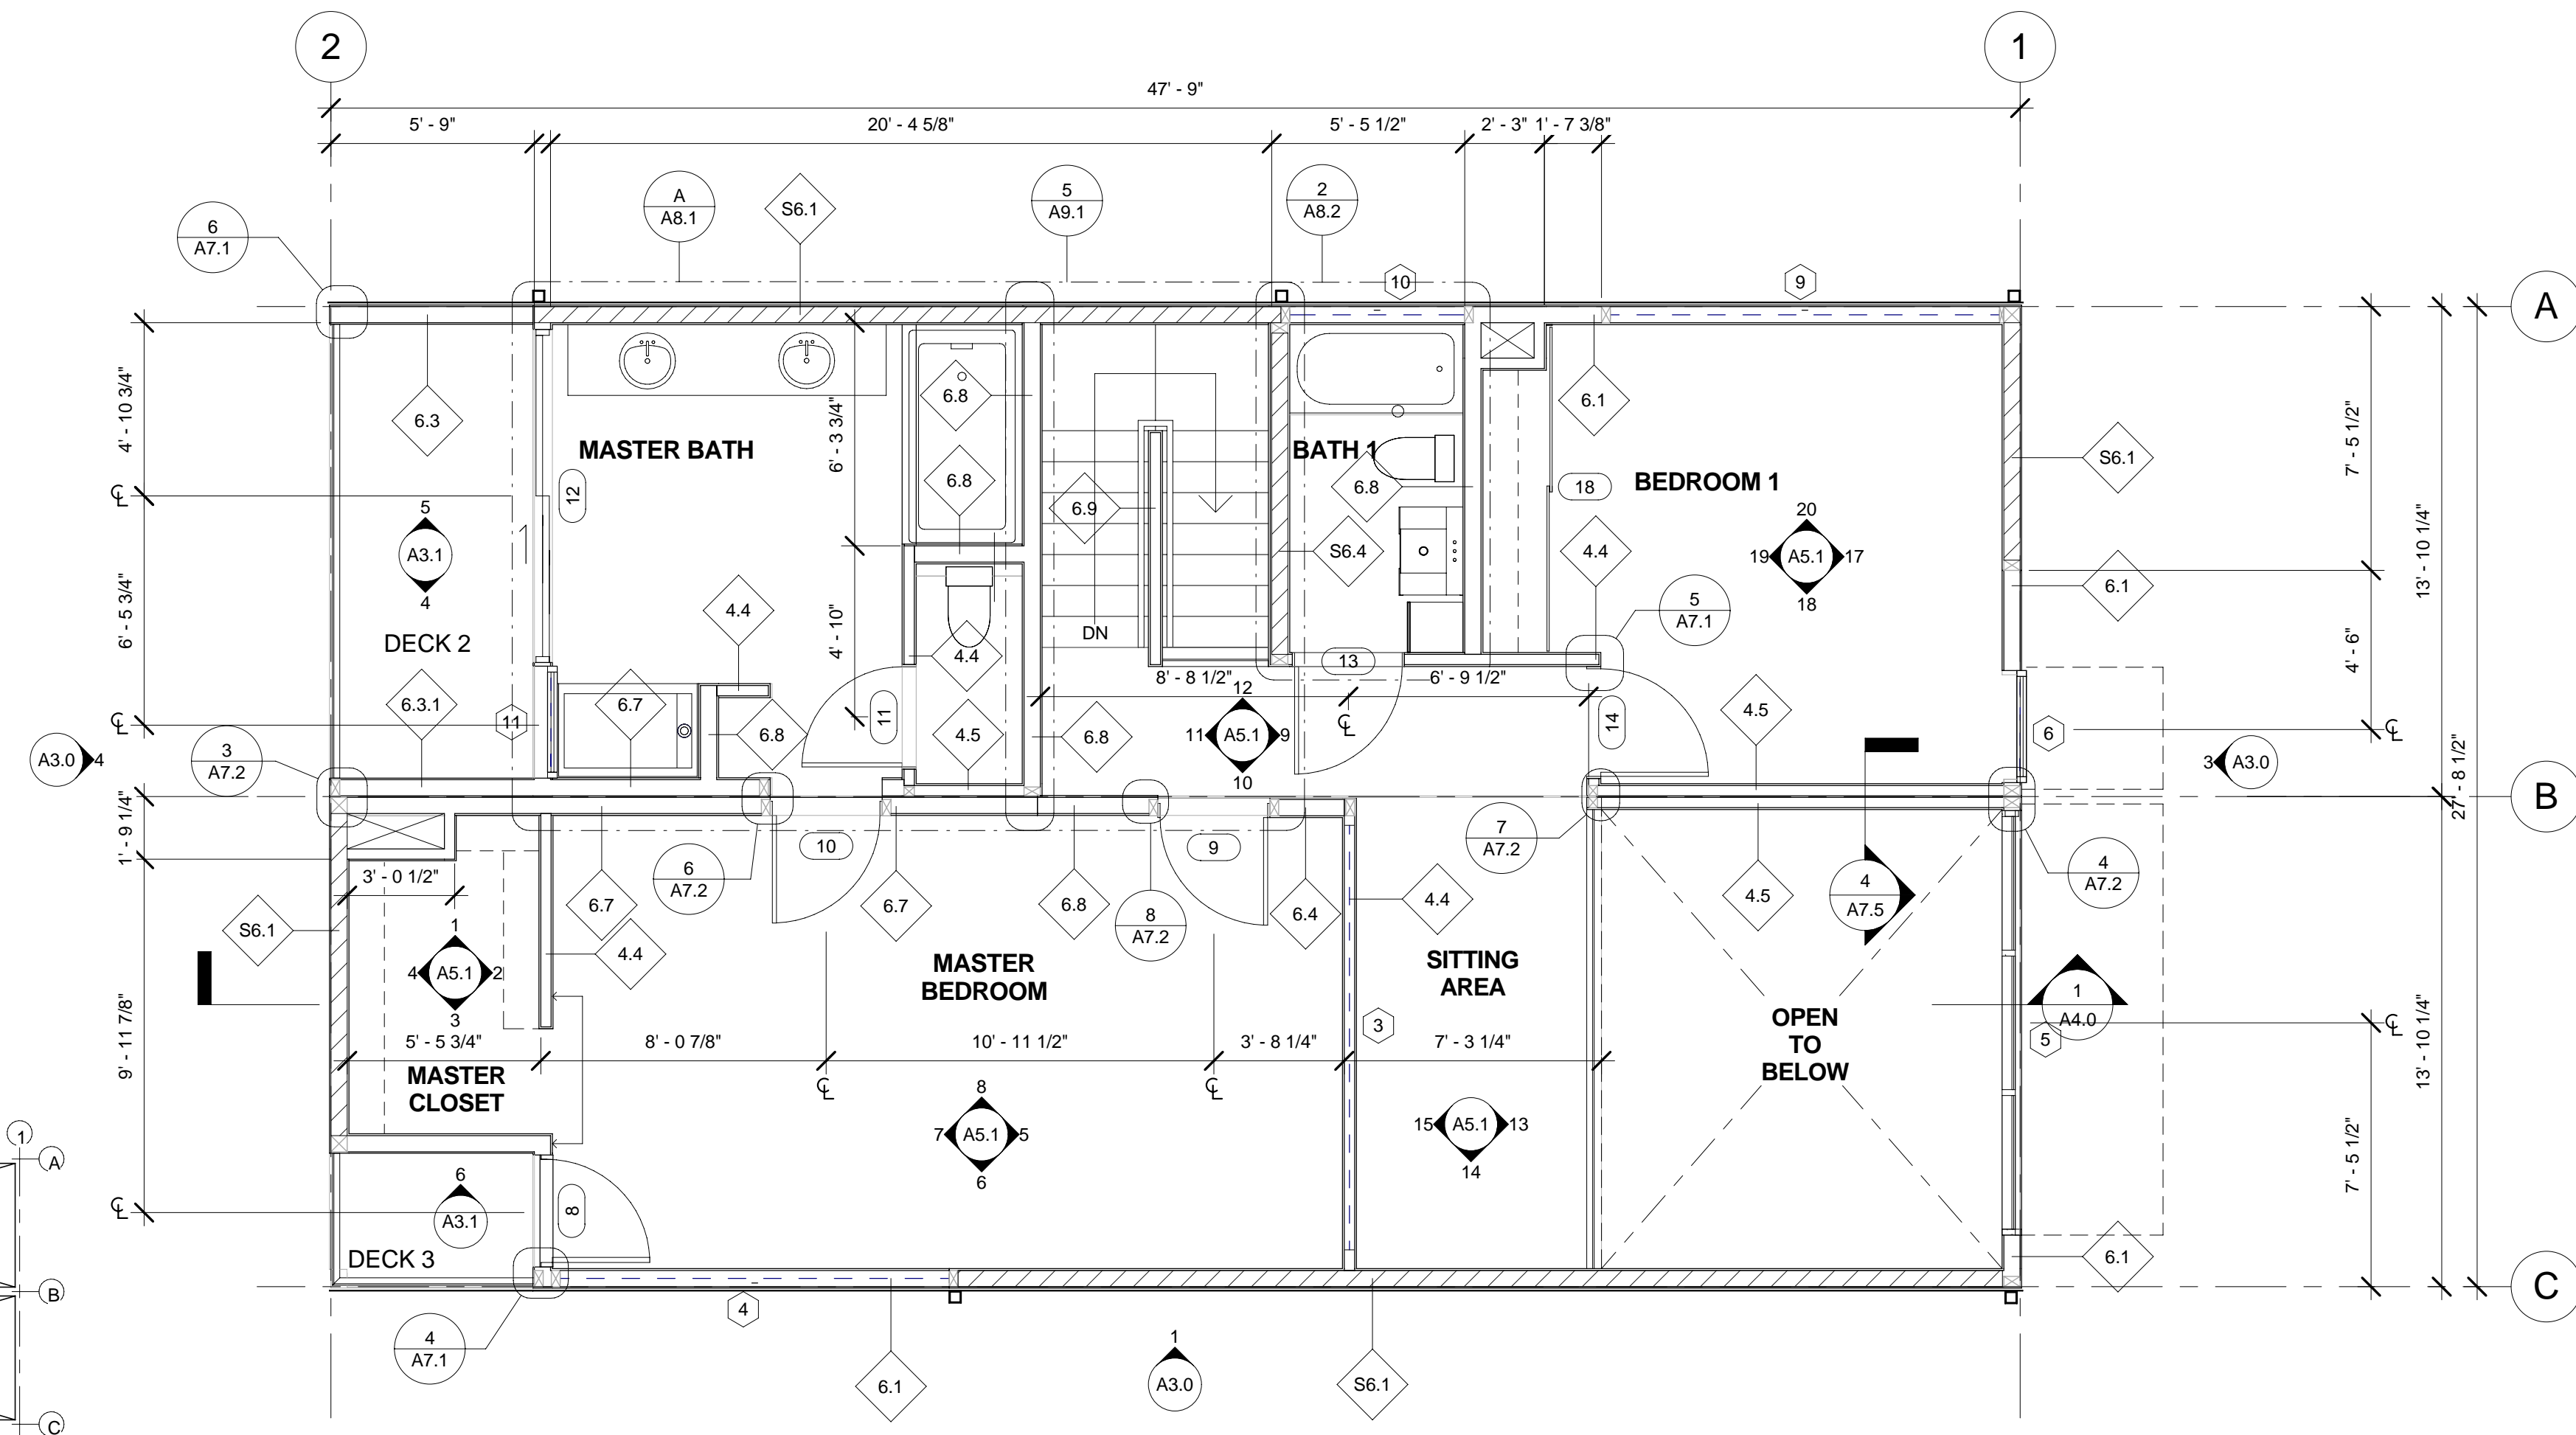 2
1
47' - 9"
5' - 9"
20' - 4 5/8"
5' - 5 1/2"
2' - 3"
1' - 7 3/8"
6
A7.1
A
A8.1
S6.1
5
A9.1
2
A8.2
10
9
A
4' - 10 3/4"
6.3
6' - 3 3/4"
6.8
6.1
7' - 5 1/2"
MASTER BATH
BATH 1
BEDROOM 1
S6.1
12
6.8
6.9
6.8
18
13' - 10 1/4"
5
A3.1
4
S6.4
4.4
20
19
A5.1
17
18
6' - 5 3/4"
4.4
4' - 10"
5
A7.1
6.1
DECK 2
DN
4.4
13
4' - 6"
8' - 8 1/2"
6' - 9 1/2"
6.3.1
11
6.7
6.8
11
4.5
6.8
12
11
A5.1
9
10
14
4.5
6
3
A3.0
A3.0
4
3
A7.2
27' - 8 1/2"
B
1' - 9 1/4"
10
9
7
A7.2
3' - 0 1/2"
6
A7.2
6.7
6.7
6.8
8
A7.2
6.4
4.4
4.5
4
A7.5
4
A7.2
S6.1
1
4
A5.1
2
3
4.4
MASTER
BEDROOM
SITTING
AREA
OPEN
TO
BELOW
3
1
A4.0
5
9' - 11 7/8"
5' - 5 3/4"
8' - 0 7/8"
10' - 11 1/2"
3' - 8 1/4"
7' - 3 1/4"
13' - 10 1/4"
MASTER
CLOSET
8
7
A5.1
5
6
15
A5.1
13
14
7' - 5 1/2"
1
A
6
A3.1
8
DECK 3
6.1
B
4
C
4
A7.1
6.1
1
A3.0
S6.1
C